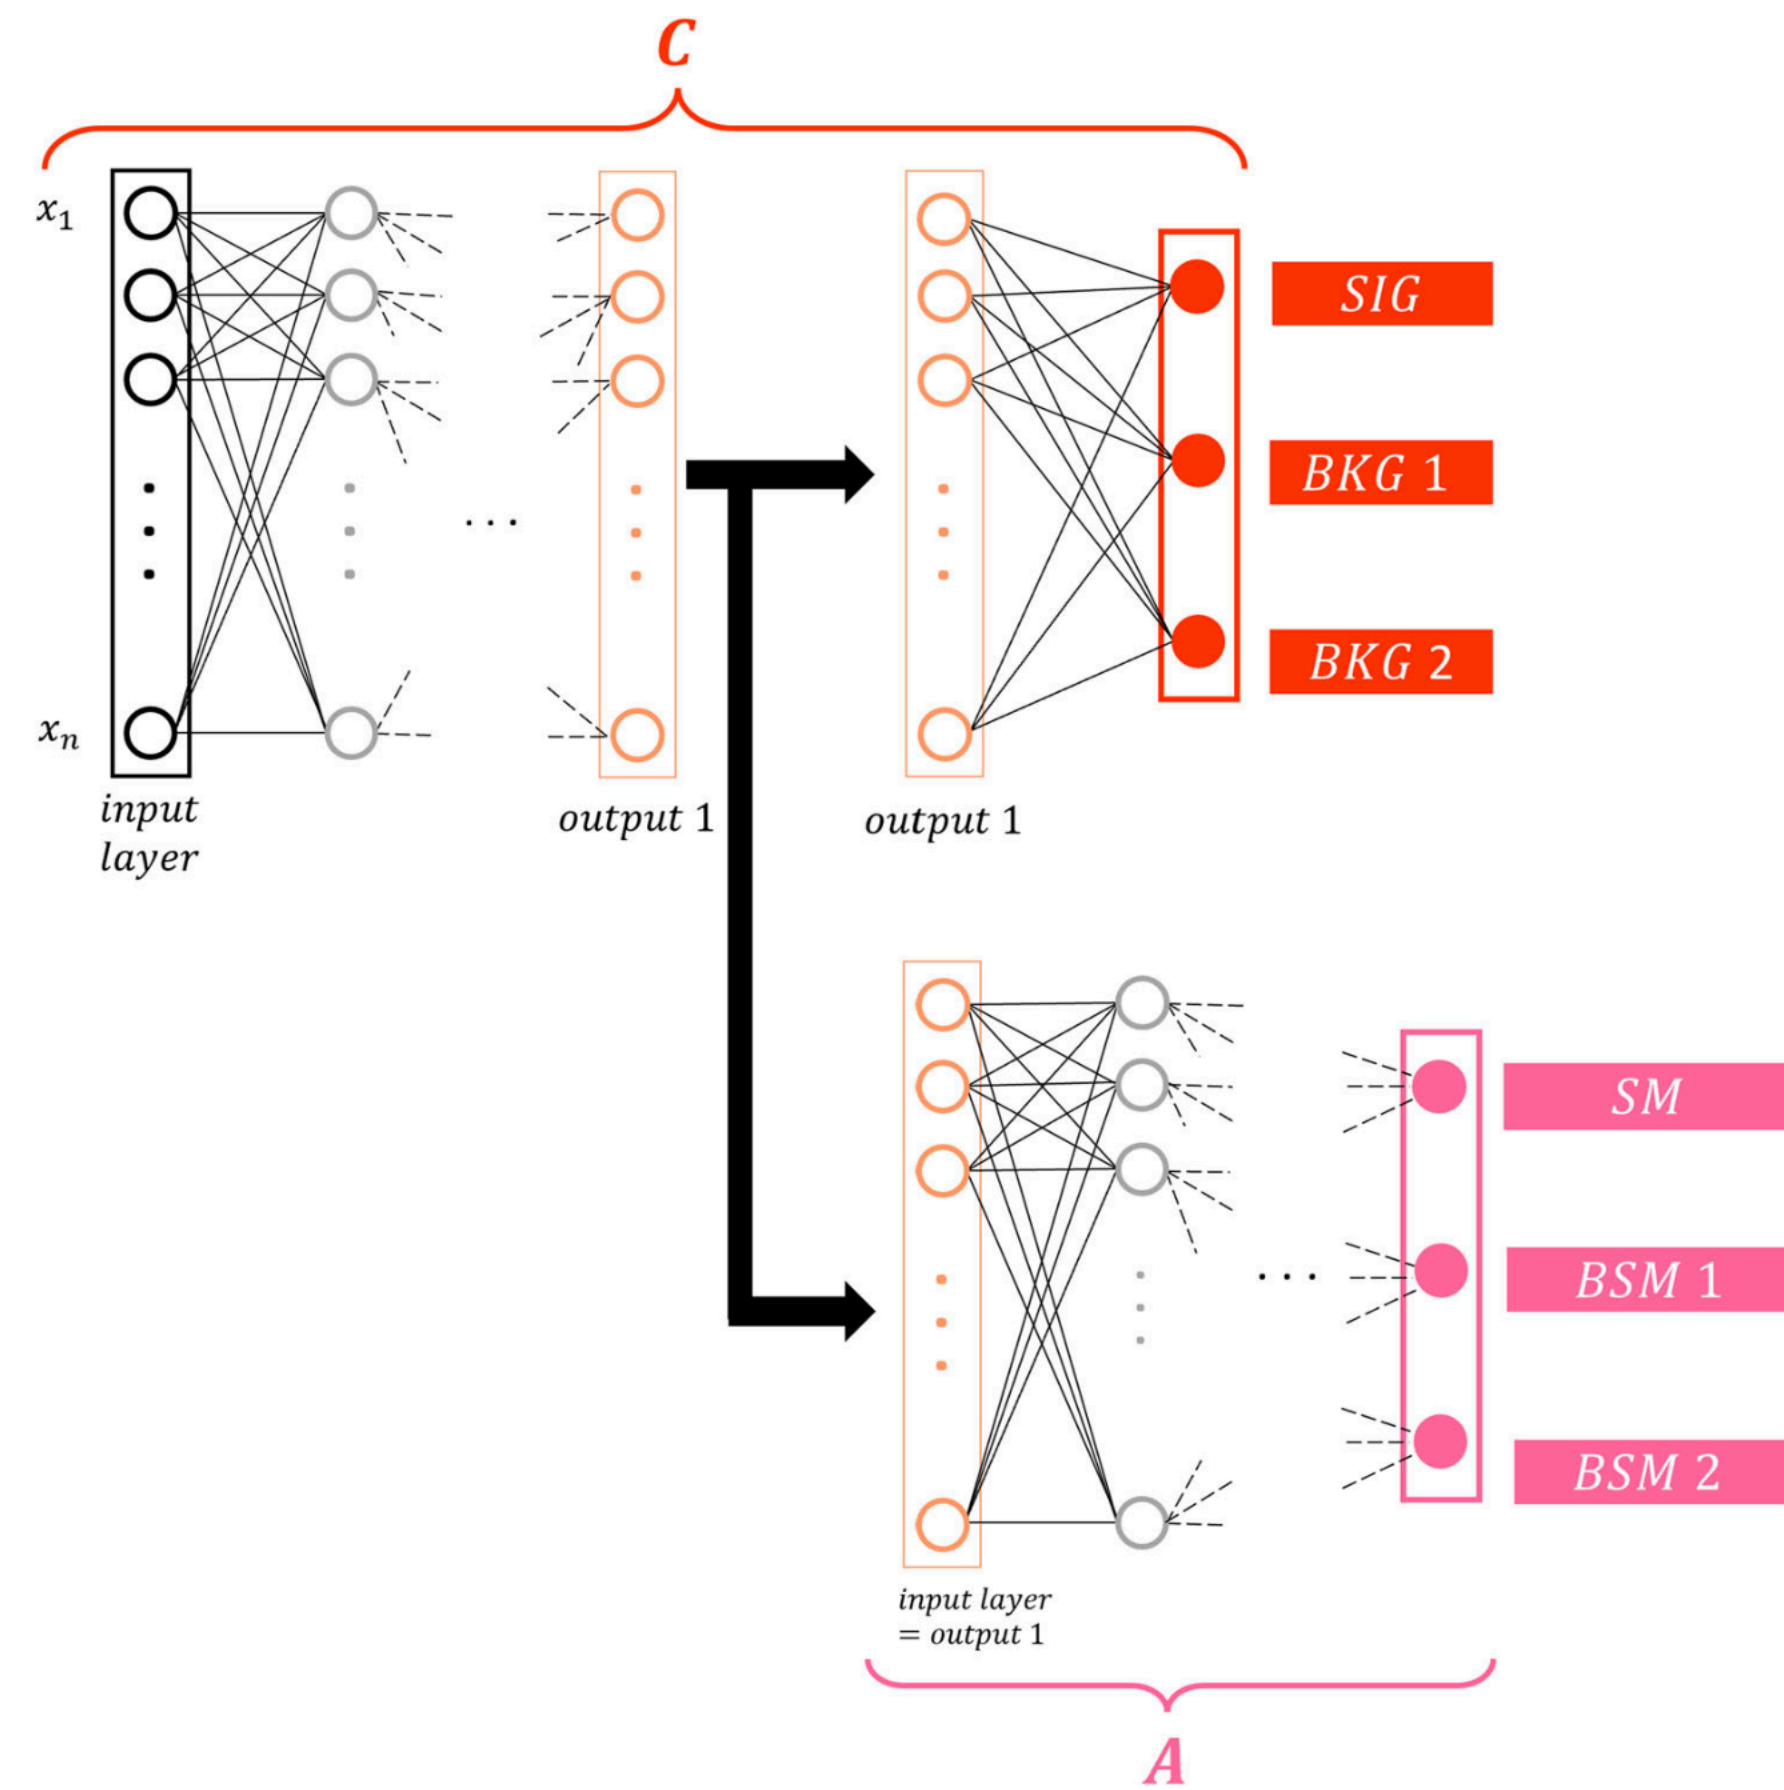 C
x1
SIG
BKG 1
BKG 2
xn
input
layer
output 1
output 1
SM
BSM 1
BSM 2
input layer
= output 1
A